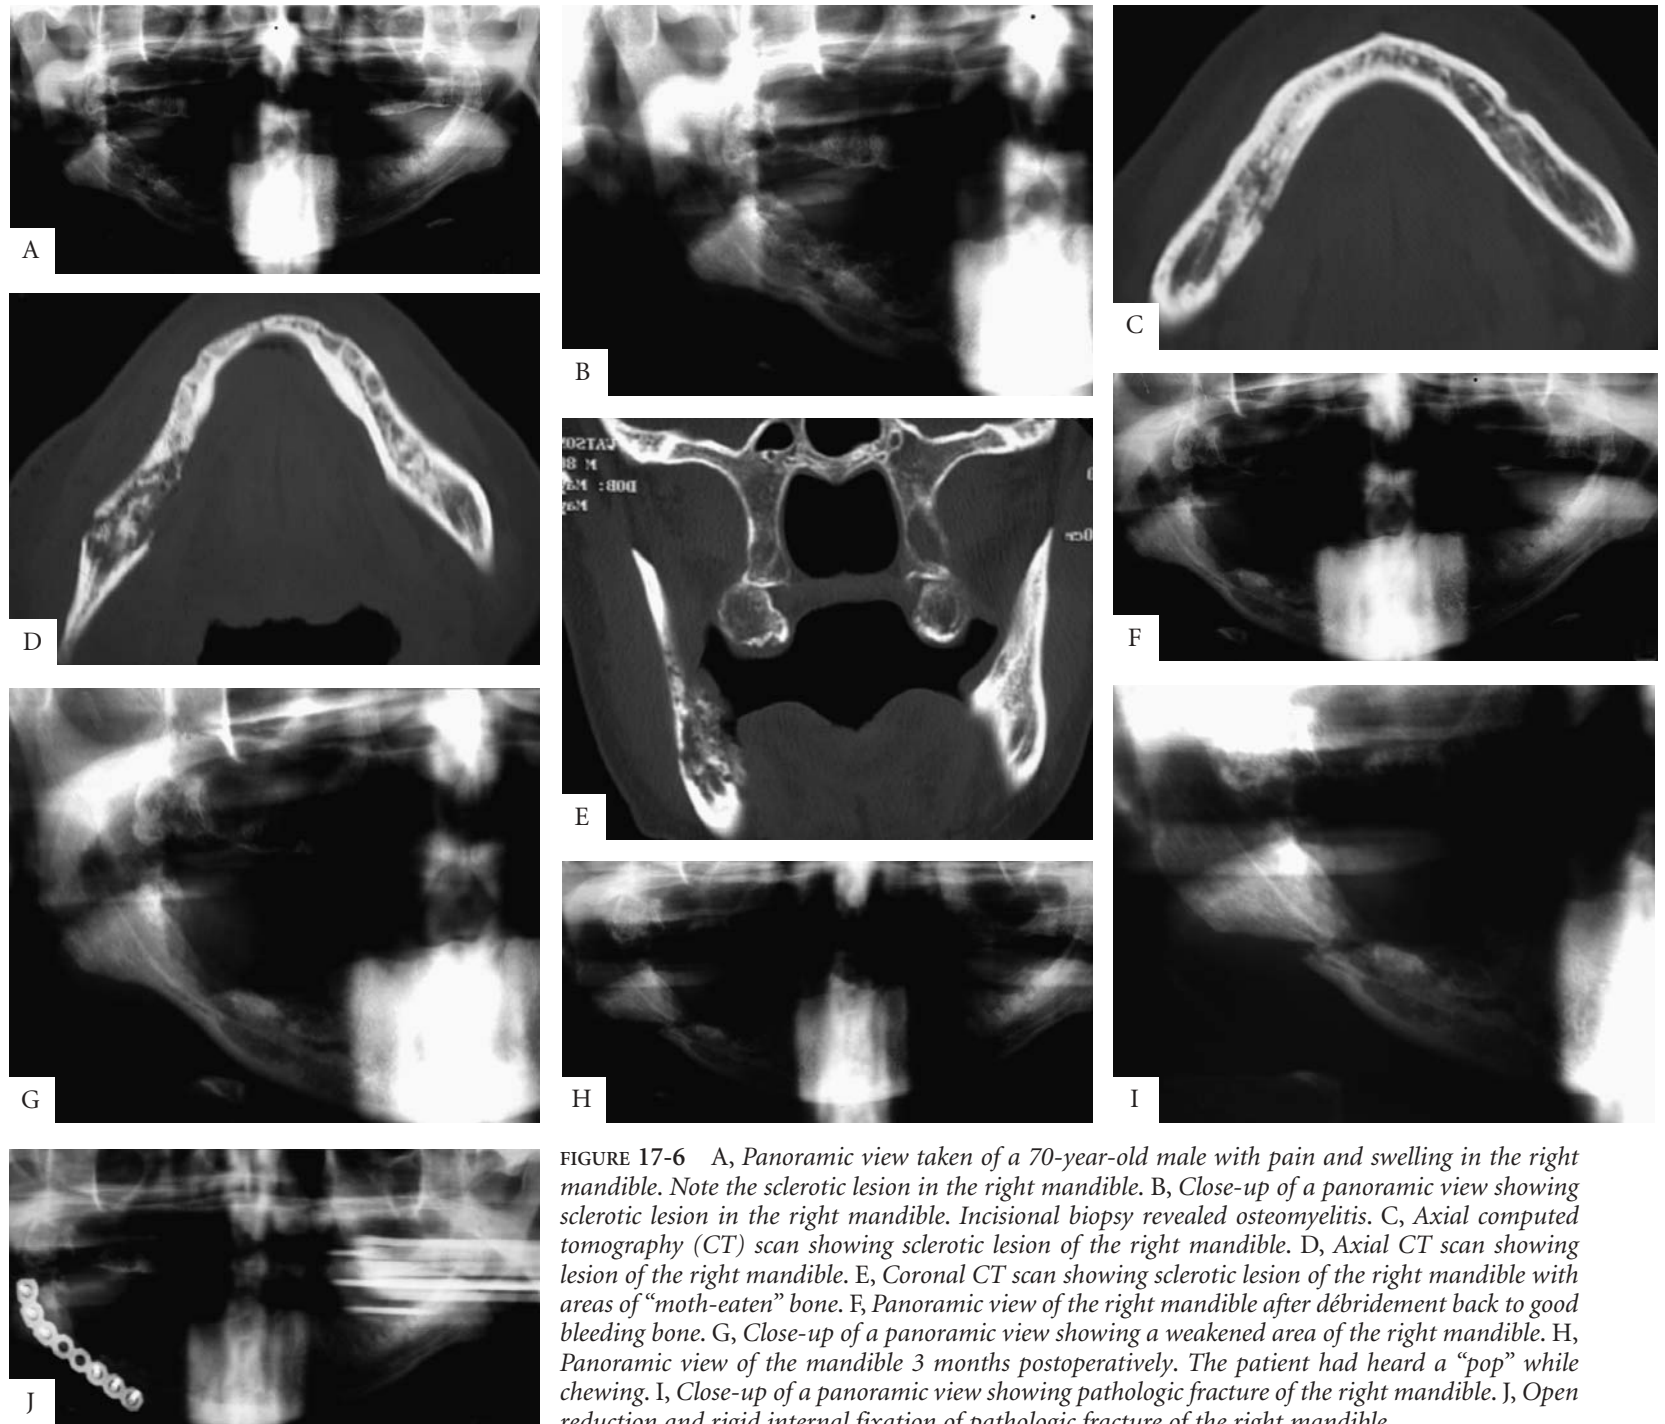 A
B
C
D
WATSO
M 8
DOB: Ma
May
E
F
G
H
I
J
FIGURE 17-6 A, Panoramic view taken of a 70-year-old male with pain and swelling in the right
mandible. Note the sclerotic lesion in the right mandible. B, Close-up of a panoramic view showing
sclerotic lesion in the right mandible. Incisional biopsy revealed osteomyelitis. C, Axial computed
tomography (CT) scan showing sclerotic lesion of the right mandible. D, Axial CT scan showing
lesion of the right mandible. E, Coronal CT scan showing sclerotic lesion of the right mandible with
areas of “moth-eaten” bone. F, Panoramic view of the right mandible after débridement back to good
bleeding bone. G, Close-up of a panoramic view showing a weakened area of the right mandible. H,
Panoramic view of the mandible 3 months postoperatively. The patient had heard a “pop” while
chewing. I, Close-up of a panoramic view showing pathologic fracture of the right mandible. J, Open
reduction and rigid internal fixation of pathologic fracture of the right mandible.